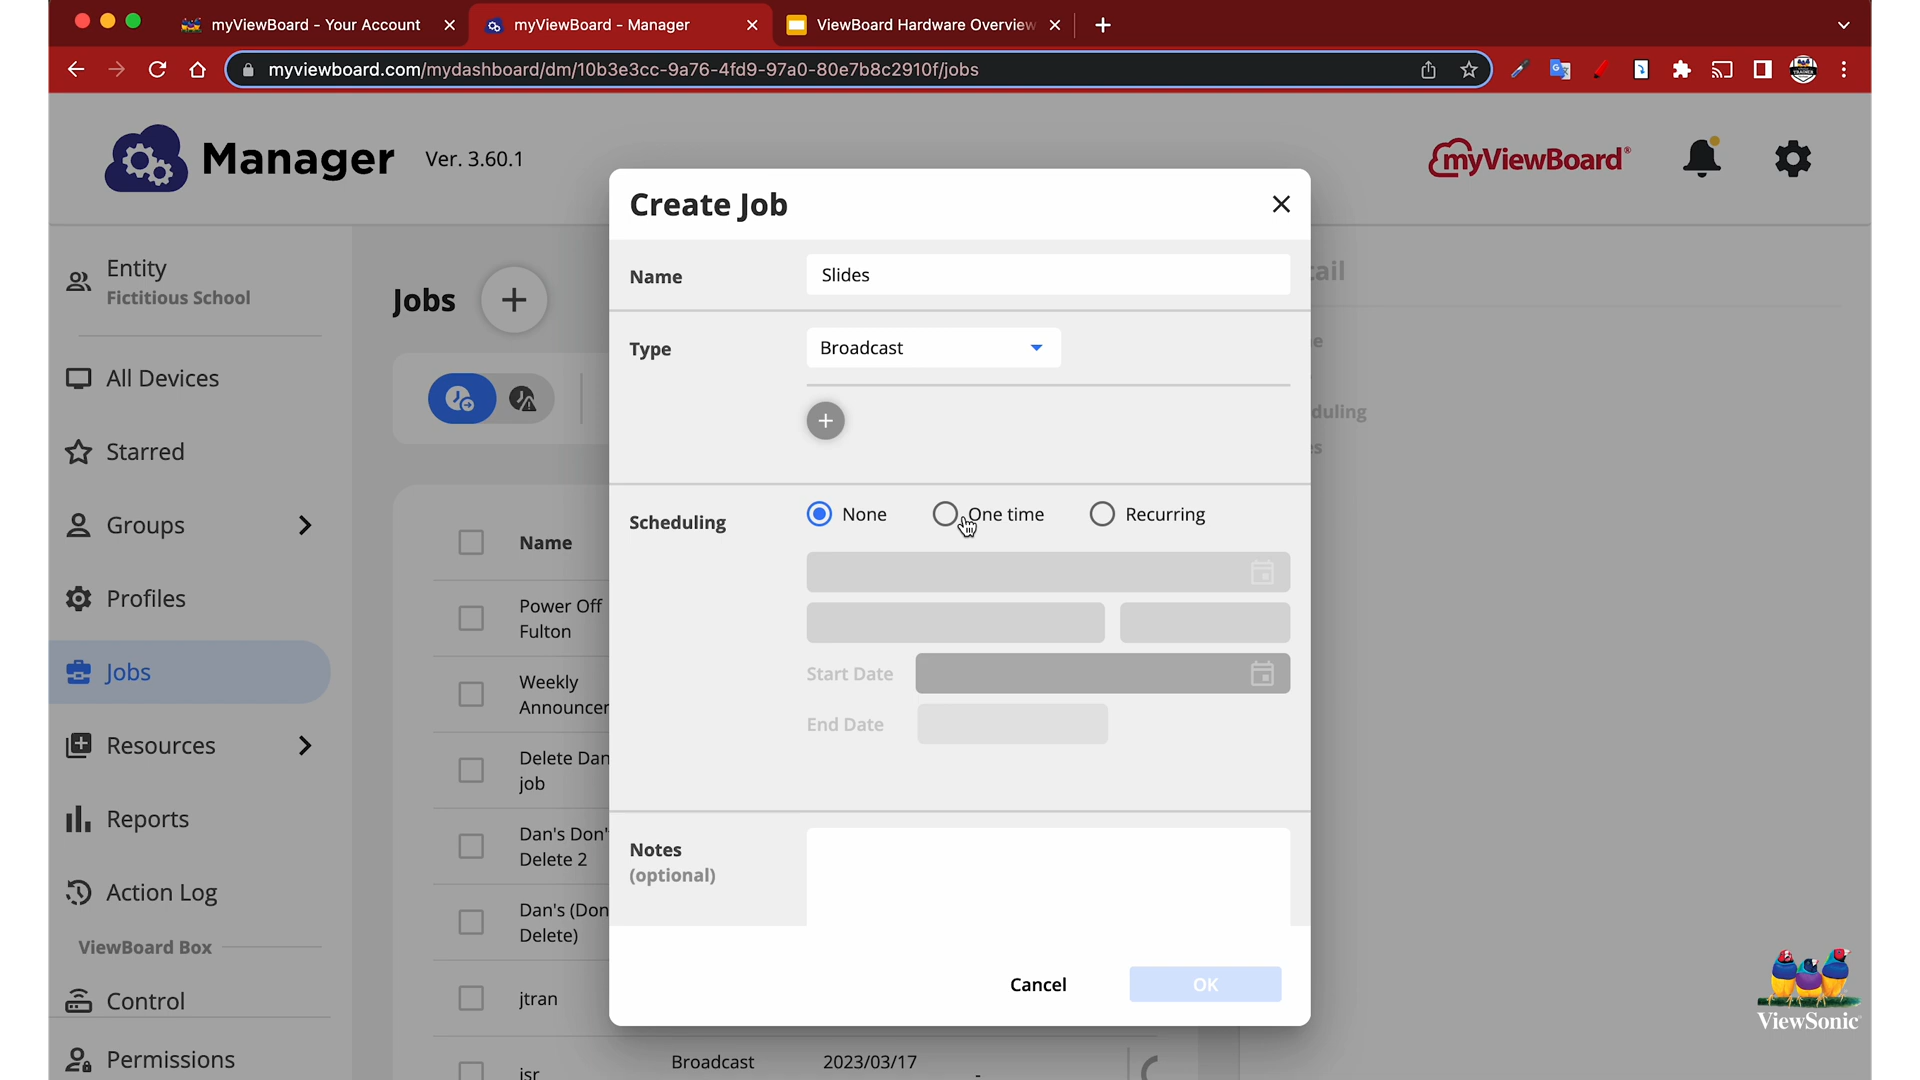 myViewBoard - Your Account
myViewBoard - Manager
ViewBoard Hardware Overview
myviewboard.com/mydashboard/dm/10b3e3cc-9a76-4fd9-97a0-80e7b8c2910f/jobs
Manager
Ver. 3.60.1
myViewBoard®
Entity
Fictitious School
All Devices
Starred
Groups
Profiles
Jobs
Resources
Reports
Action Log
ViewBoard Box
Control
Permissions
Jobs
Name
Power Off
Fulton
Weekly
Announcer
Delete Dan
job
Dan's Don'
Delete 2
Dan's (Don
Delete)
jtran
jsr
Broadcast
2023/03/17
-
Create Job
Name
Slides
Type
Broadcast
Scheduling
None
One time
Recurring
Start Date
End Date
Notes
(optional)
Cancel
OK
tail
e
duling
s
ViewSonic